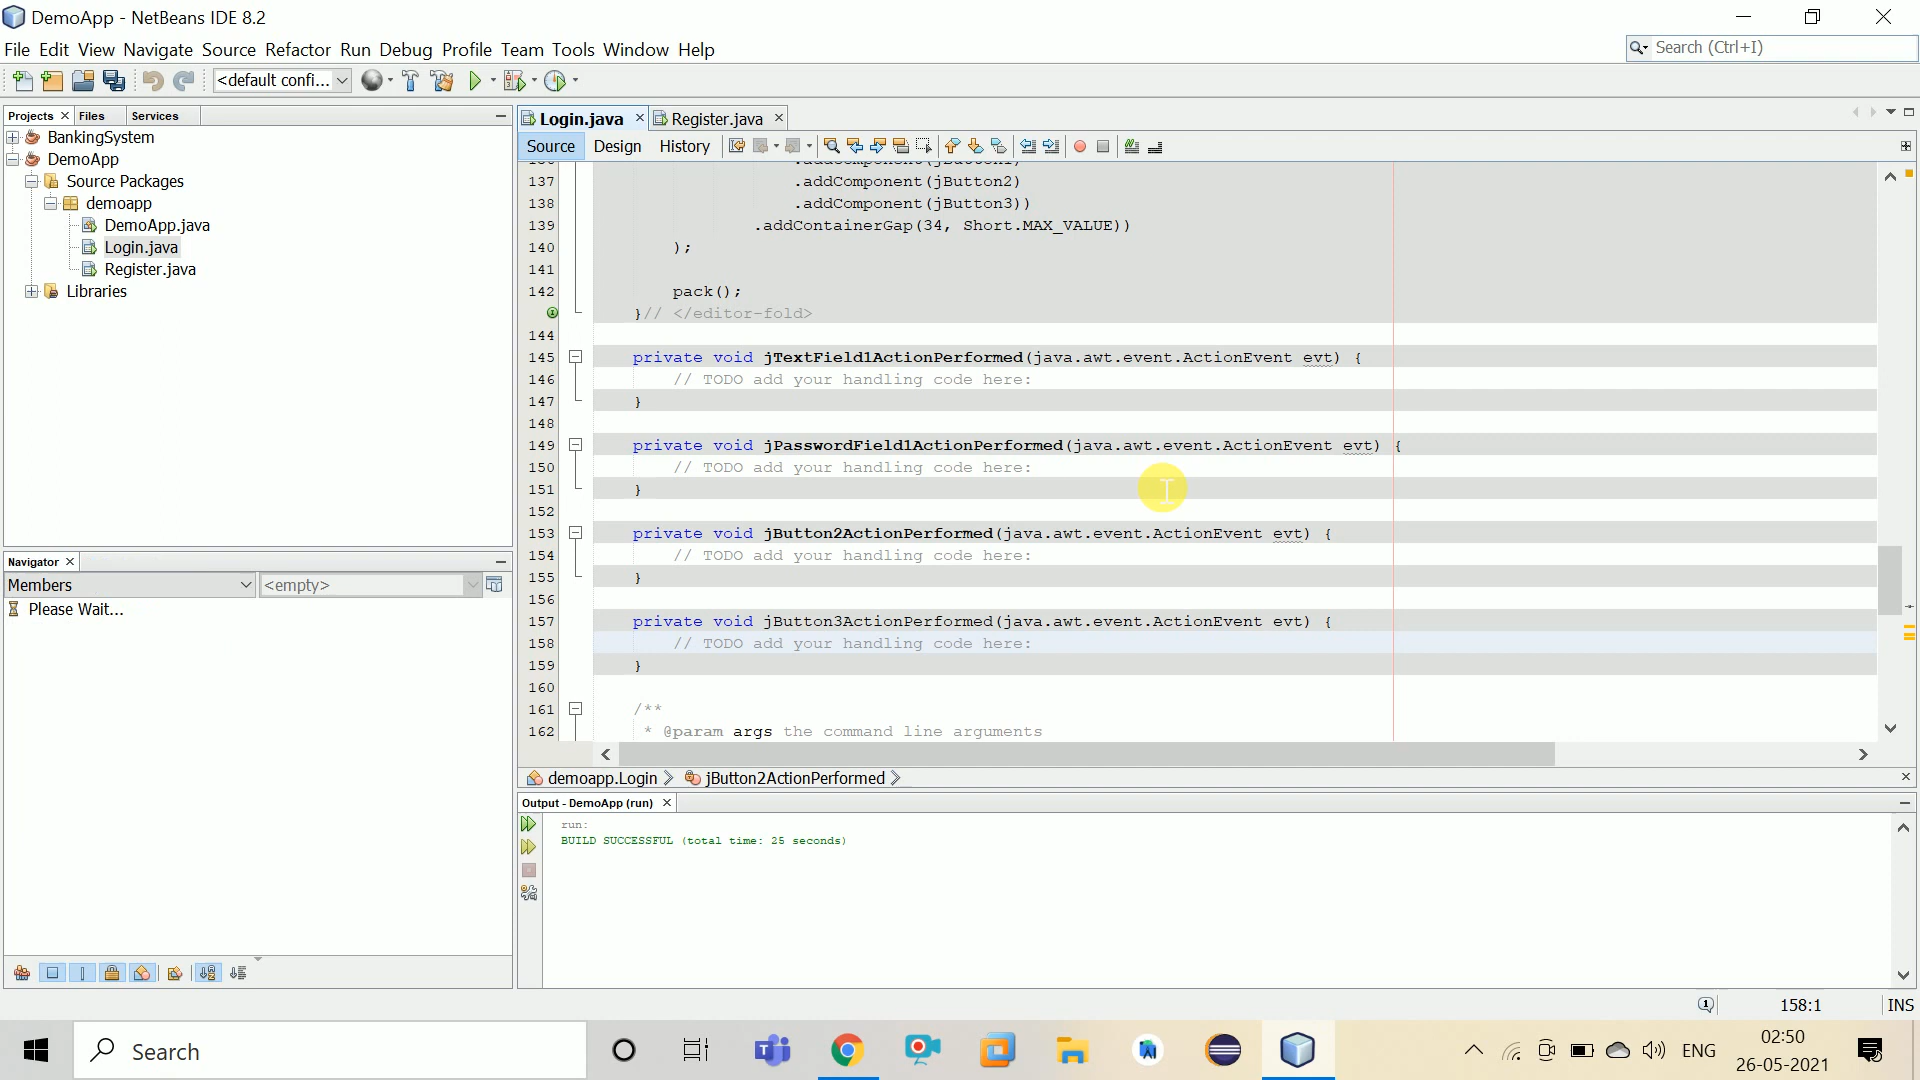 DemoApp - NetBeans IDE 8.2
File Edit View Navigate Source Refactor Run Debug Profile Team Tools Window Help
Search (Ctrl+I)
<default confi...
Projects Files Services
BankingSystem
DemoApp
Source Packages
demoapp
DemoApp.java
Login.java
Register.java
Libraries
Navigator
Members <empty>
Please Wait...
Login.java Register.java
Source Design History
137 .addComponent(jButton2)
138 .addComponent(jButton3))
139 .addContainerGap(34, Short.MAX_VALUE))
140 );
141
142 pack();
}// </editor-fold>
144
145 private void jTextField1ActionPerformed(java.awt.event.ActionEvent evt) {
146 // TODO add your handling code here:
147 }
148
149 private void jPasswordField1ActionPerformed(java.awt.event.ActionEvent evt) {
150 // TODO add your handling code here:
151 }
152
153 private void jButton2ActionPerformed(java.awt.event.ActionEvent evt) {
154 // TODO add your handling code here:
155 }
156
157 private void jButton3ActionPerformed(java.awt.event.ActionEvent evt) {
158 // TODO add your handling code here:
159 }
160
161 /**
162 * @param args the command line arguments
demoapp.Login jButton2ActionPerformed
Output - DemoApp (run)
run:
BUILD SUCCESSFUL (total time: 25 seconds)
158:1 INS
Search
ENG
02:50
26-05-2021